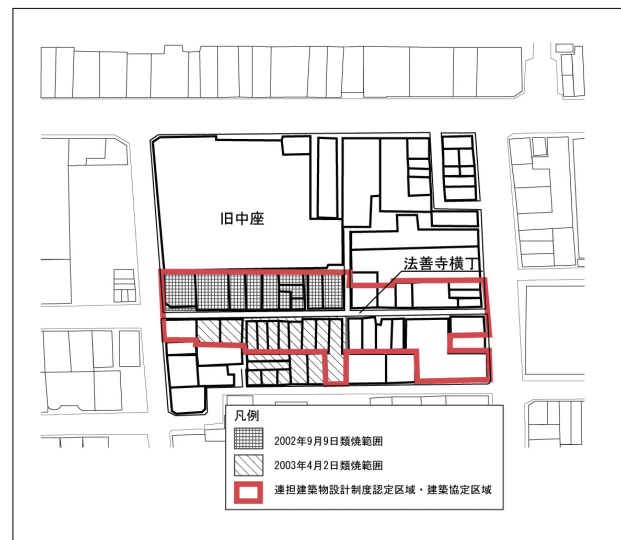 旧中座
法善寺横丁
凡例
2002年9月9日類焼範囲
2003年4月2日類焼範囲
連担建築物設計制度認定区域・建築協定区域